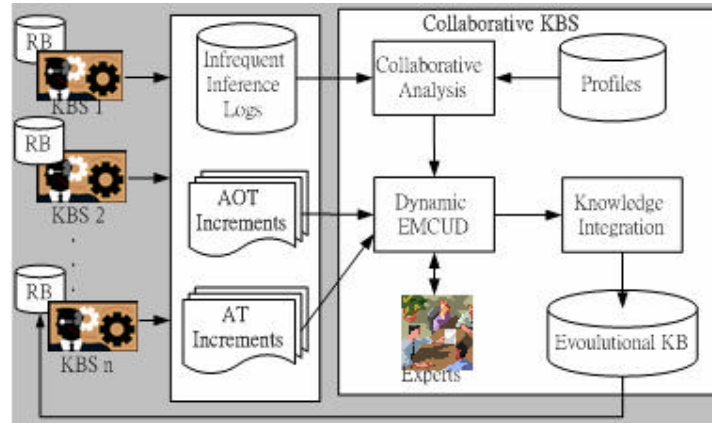 Collaborative KBS
RB
KBS 1
Infrequent
Inference
Logs
Collaborative
Analysis
Profiles
RB
KBS 2
AOT
Increments
Dynamic
EMCUD
Knowledge
Integration
RB
KBS n
AT
Increments
Experts
Evoulutional KB